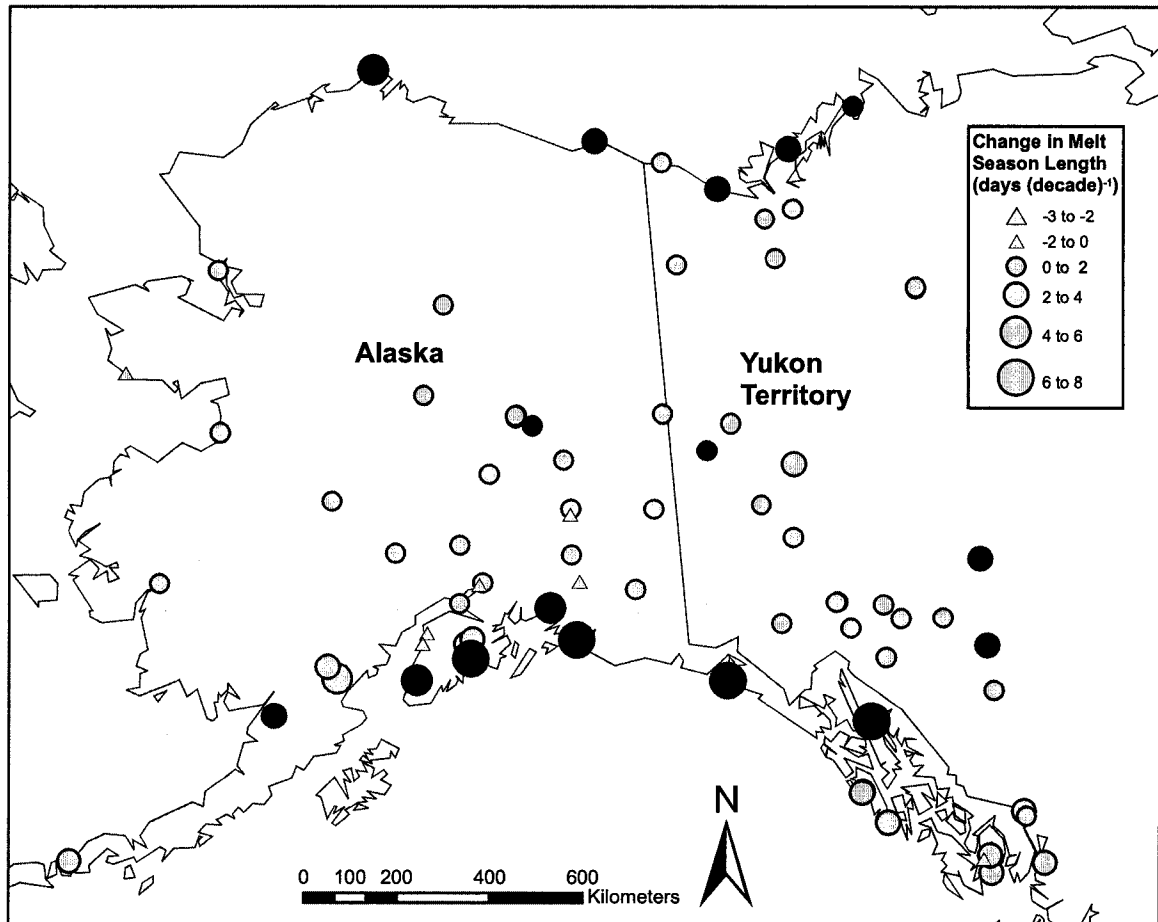 Change in Melt
Season Length
(days (decade)⁻¹)
-3 to -2
-2 to 0
0 to 2
2 to 4
4 to 6
6 to 8
Alaska
Yukon
Territory
N
0 100 200 400 600
Kilometers